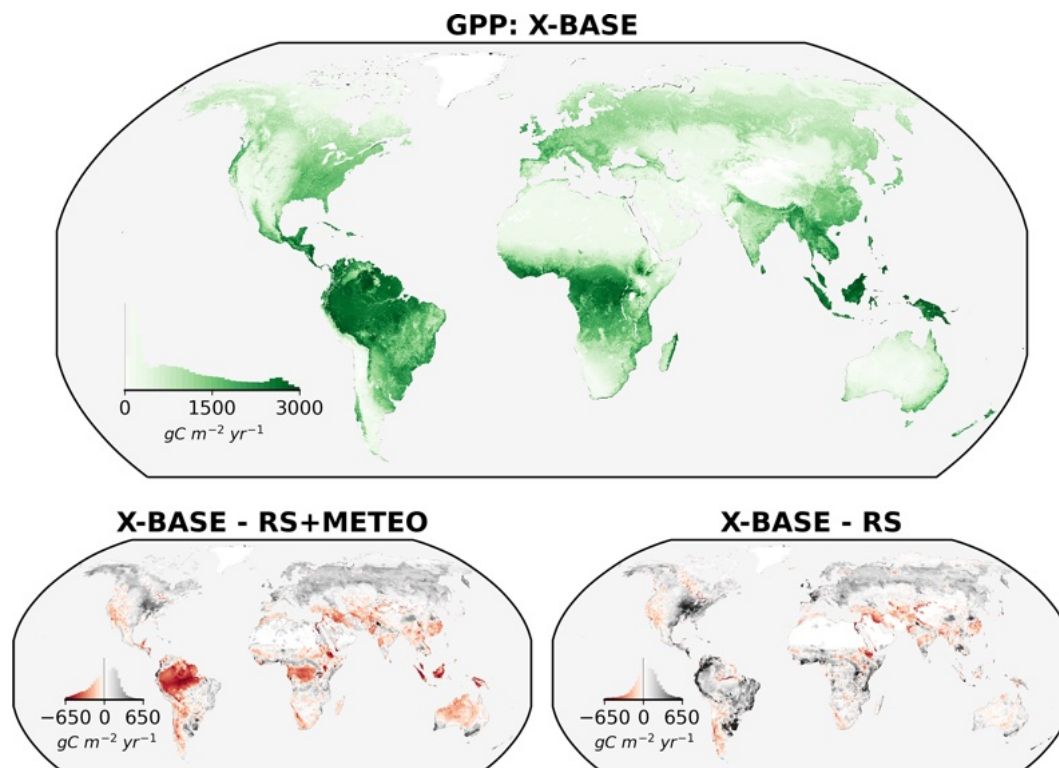 GPP: X-BASE
0 1500 3000
gC m⁻² yr⁻¹
X-BASE - RS+METEO
X-BASE - RS
−650 0 650
gC m⁻² yr⁻¹
−650 0 650
gC m⁻² yr⁻¹